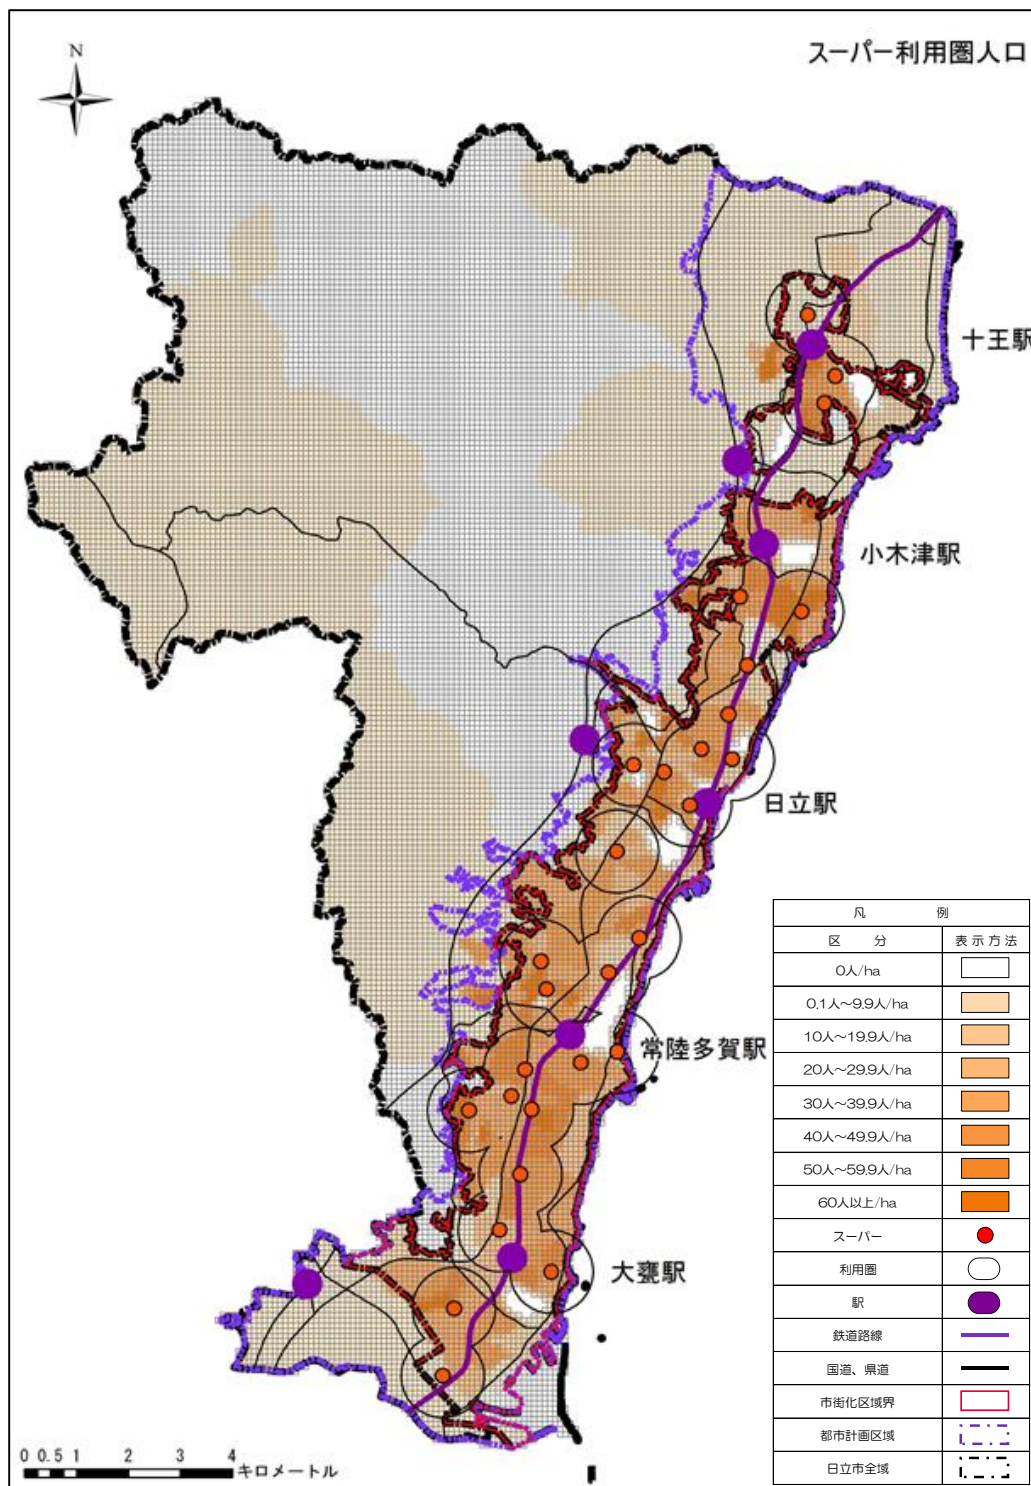 スーパー利用圏人口
N
十王駅
小木津駅
日立駅
常陸多賀駅
大甕駅
凡 例
区 分 表示方法
0人/ha
0.1人～9.9人/ha
10人～19.9人/ha
20人～29.9人/ha
30人～39.9人/ha
40人～49.9人/ha
50人～59.9人/ha
60人以上/ha
スーパー
利用圏
駅
鉄道路線
国道、県道
市街化区域界
都市計画区域
日立市全域
0 0.5 1 2 3 4
キロメートル